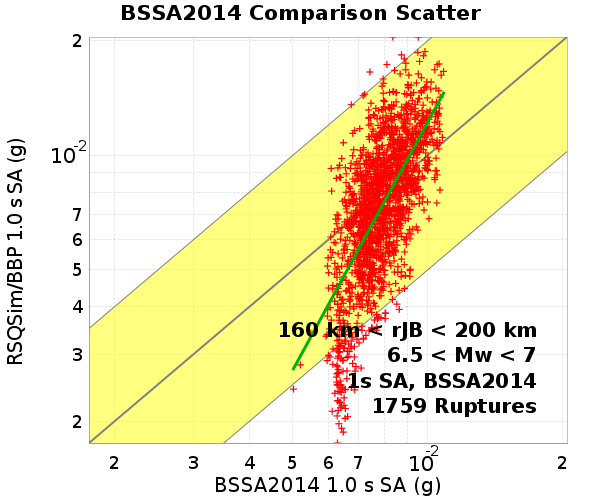 BSSA2014 Comparison Scatter
RSQSim/BBP 1.0 s SA (g)
2
10-2
7
6
5
4
3
2
160 km < rJB < 200 km
6.5 < Mw < 7
1s SA, BSSA2014
1759 Ruptures
2 3 4 5 6 7 10-2 2
BSSA2014 1.0 s SA (g)